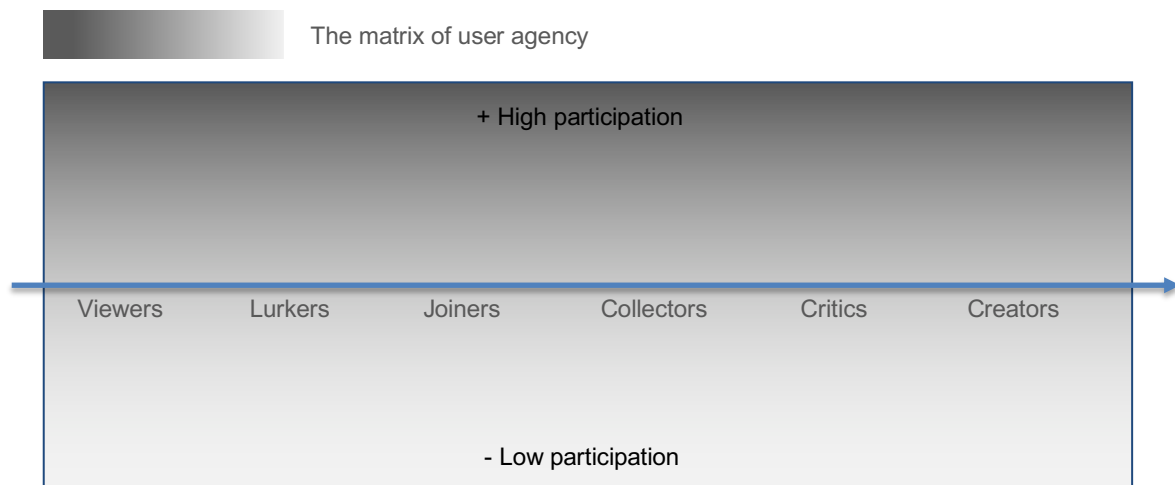 The matrix of user agency
+ High participation
Viewers Lurkers Joiners Collectors Critics Creators
- Low participation